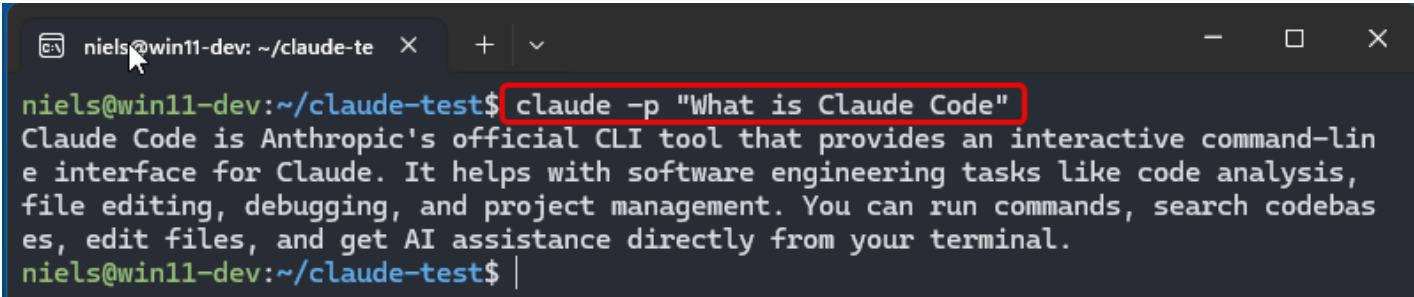 niels@win11-dev: ~/claude-te
niels@win11-dev:~/claude-test$ claude -p "What is Claude Code"
Claude Code is Anthropic's official CLI tool that provides an interactive command-lin
e interface for Claude. It helps with software engineering tasks like code analysis,
file editing, debugging, and project management. You can run commands, search codebas
es, edit files, and get AI assistance directly from your terminal.
niels@win11-dev:~/claude-test$